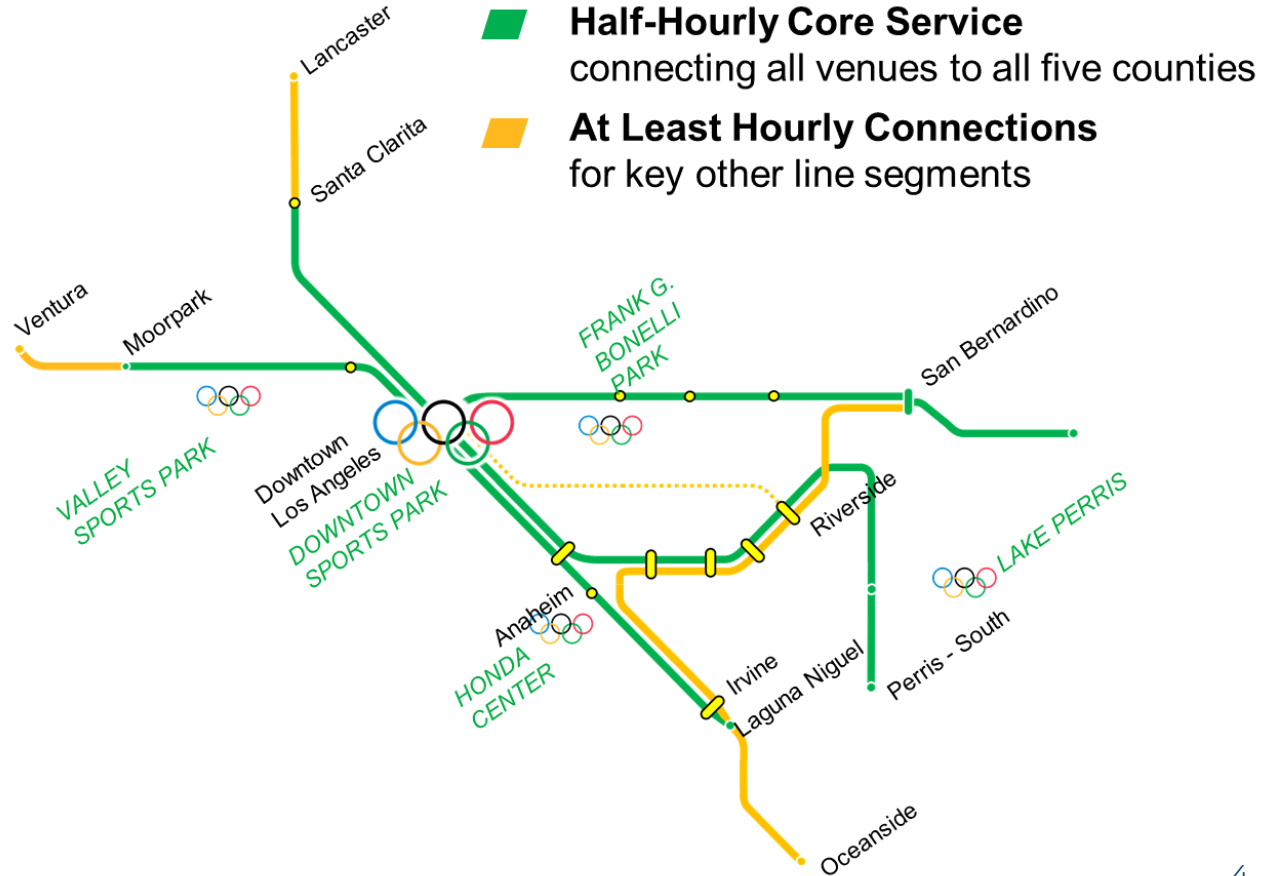 Half-Hourly Core Service
connecting all venues to all five counties
At Least Hourly Connections
for key other line segments
Lancaster
Santa Clarita
Ventura
Moorpark
FRANK G.
BONELLI
PARK
San Bernardino
VALLEY
SPORTS PARK
Downtown
Los Angeles
DOWNTOWN
SPORTS PARK
Riverside
LAKE PERRIS
Anaheim
HONDA
CENTER
Irvine
Laguna Niguel
Perris - South
Oceanside
4